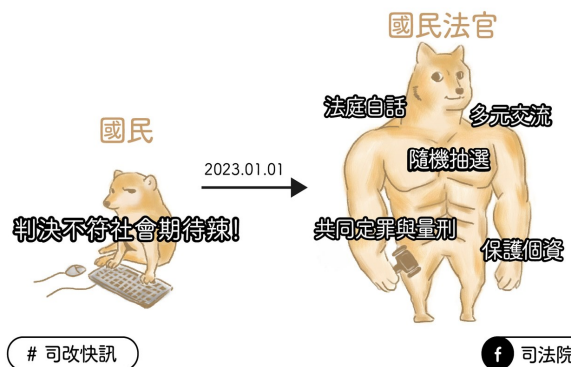 國民法官
法庭白話
多元交流
國民
隨機抽選
2023.01.01
判決不符社會期待辣!
共同定罪與量刑
保護個資
# 司改快訊
f 司法院